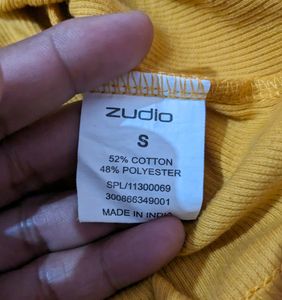 ZUDIO
S
52% COTTON
48% POLYESTER
SPL/11300069
300866349001
MADE IN INDIA